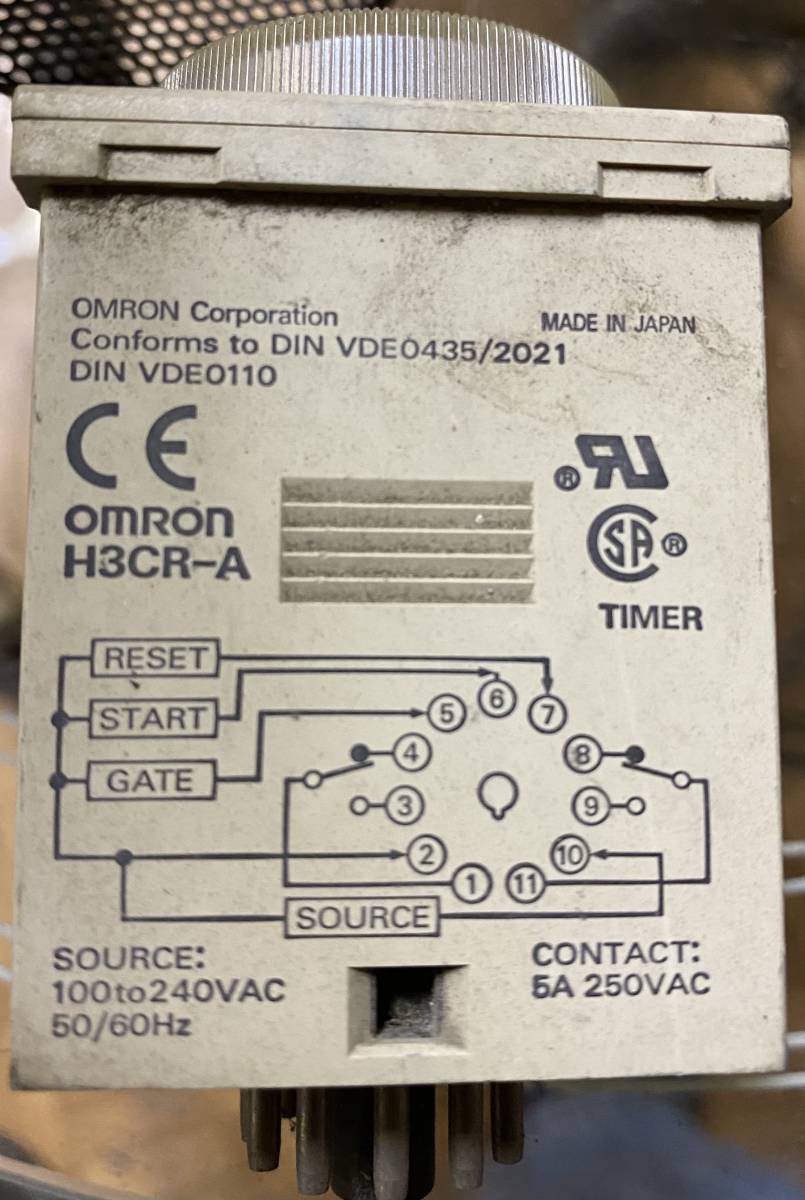 OMRON Corporation MADE IN JAPAN
Conforms to DIN VDE0435/2021
DIN VDE0110
CE
OMRON
H3CR-A
RU ®
SA ®
TIMER
RESET
START
GATE
5 6 7
4 8
3 9
2 10
1 11
SOURCE
SOURCE:
100to240VAC
50/60Hz
CONTACT:
5A 250VAC